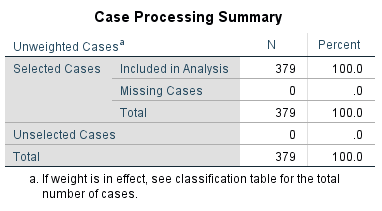 Case Processing Summary
Unweighted Casesa N Percent
Selected Cases Included in Analysis 379 100.0
Missing Cases 0 .0
Total 379 100.0
Unselected Cases 0 .0
Total 379 100.0
a. If weight is in effect, see classification table for the total
number of cases.